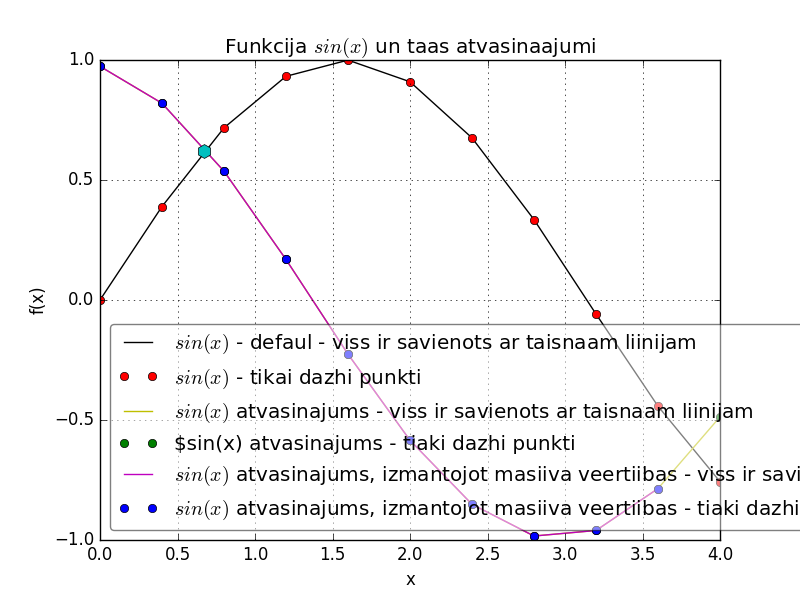 Funkcija sin(x) un taas atvasinaajumi
1.0
0.5
0.0
−0.5
−1.0
f(x)
sin(x) - defaul - viss ir savienots ar taisnaam liinijam
sin(x) - tikai dazhi punkti
sin(x) atvasinajums - viss ir savienots ar taisnaam liinijam
$sin(x) atvasinajums - tiaki dazhi punkti
sin(x) atvasinajums, izmantojot masiiva veertiibas - viss ir savi
sin(x) atvasinajums, izmantojot masiiva veertiibas - tiaki dazhi
0.0 0.5 1.0 1.5 2.0 2.5 3.0 3.5 4.0
x